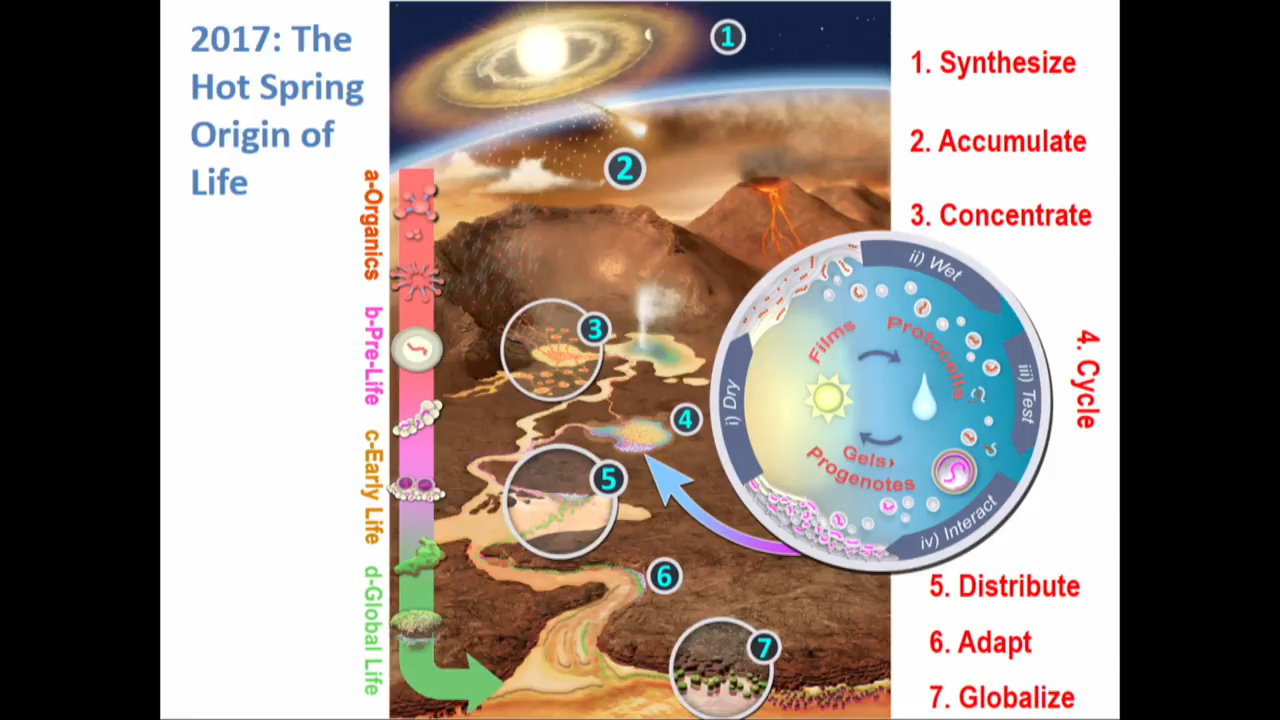 2017: The
Hot Spring
Origin of
Life
1
2
3
4
5
6
7
a-Organics
b-Pre-Life
c-Early Life
d-Global Life
i) Dry
ii) Wet
iii) Test
iv) Interact
Films
Protocells
Gels
Progenotes
1. Synthesize
2. Accumulate
3. Concentrate
4. Cycle
5. Distribute
6. Adapt
7. Globalize